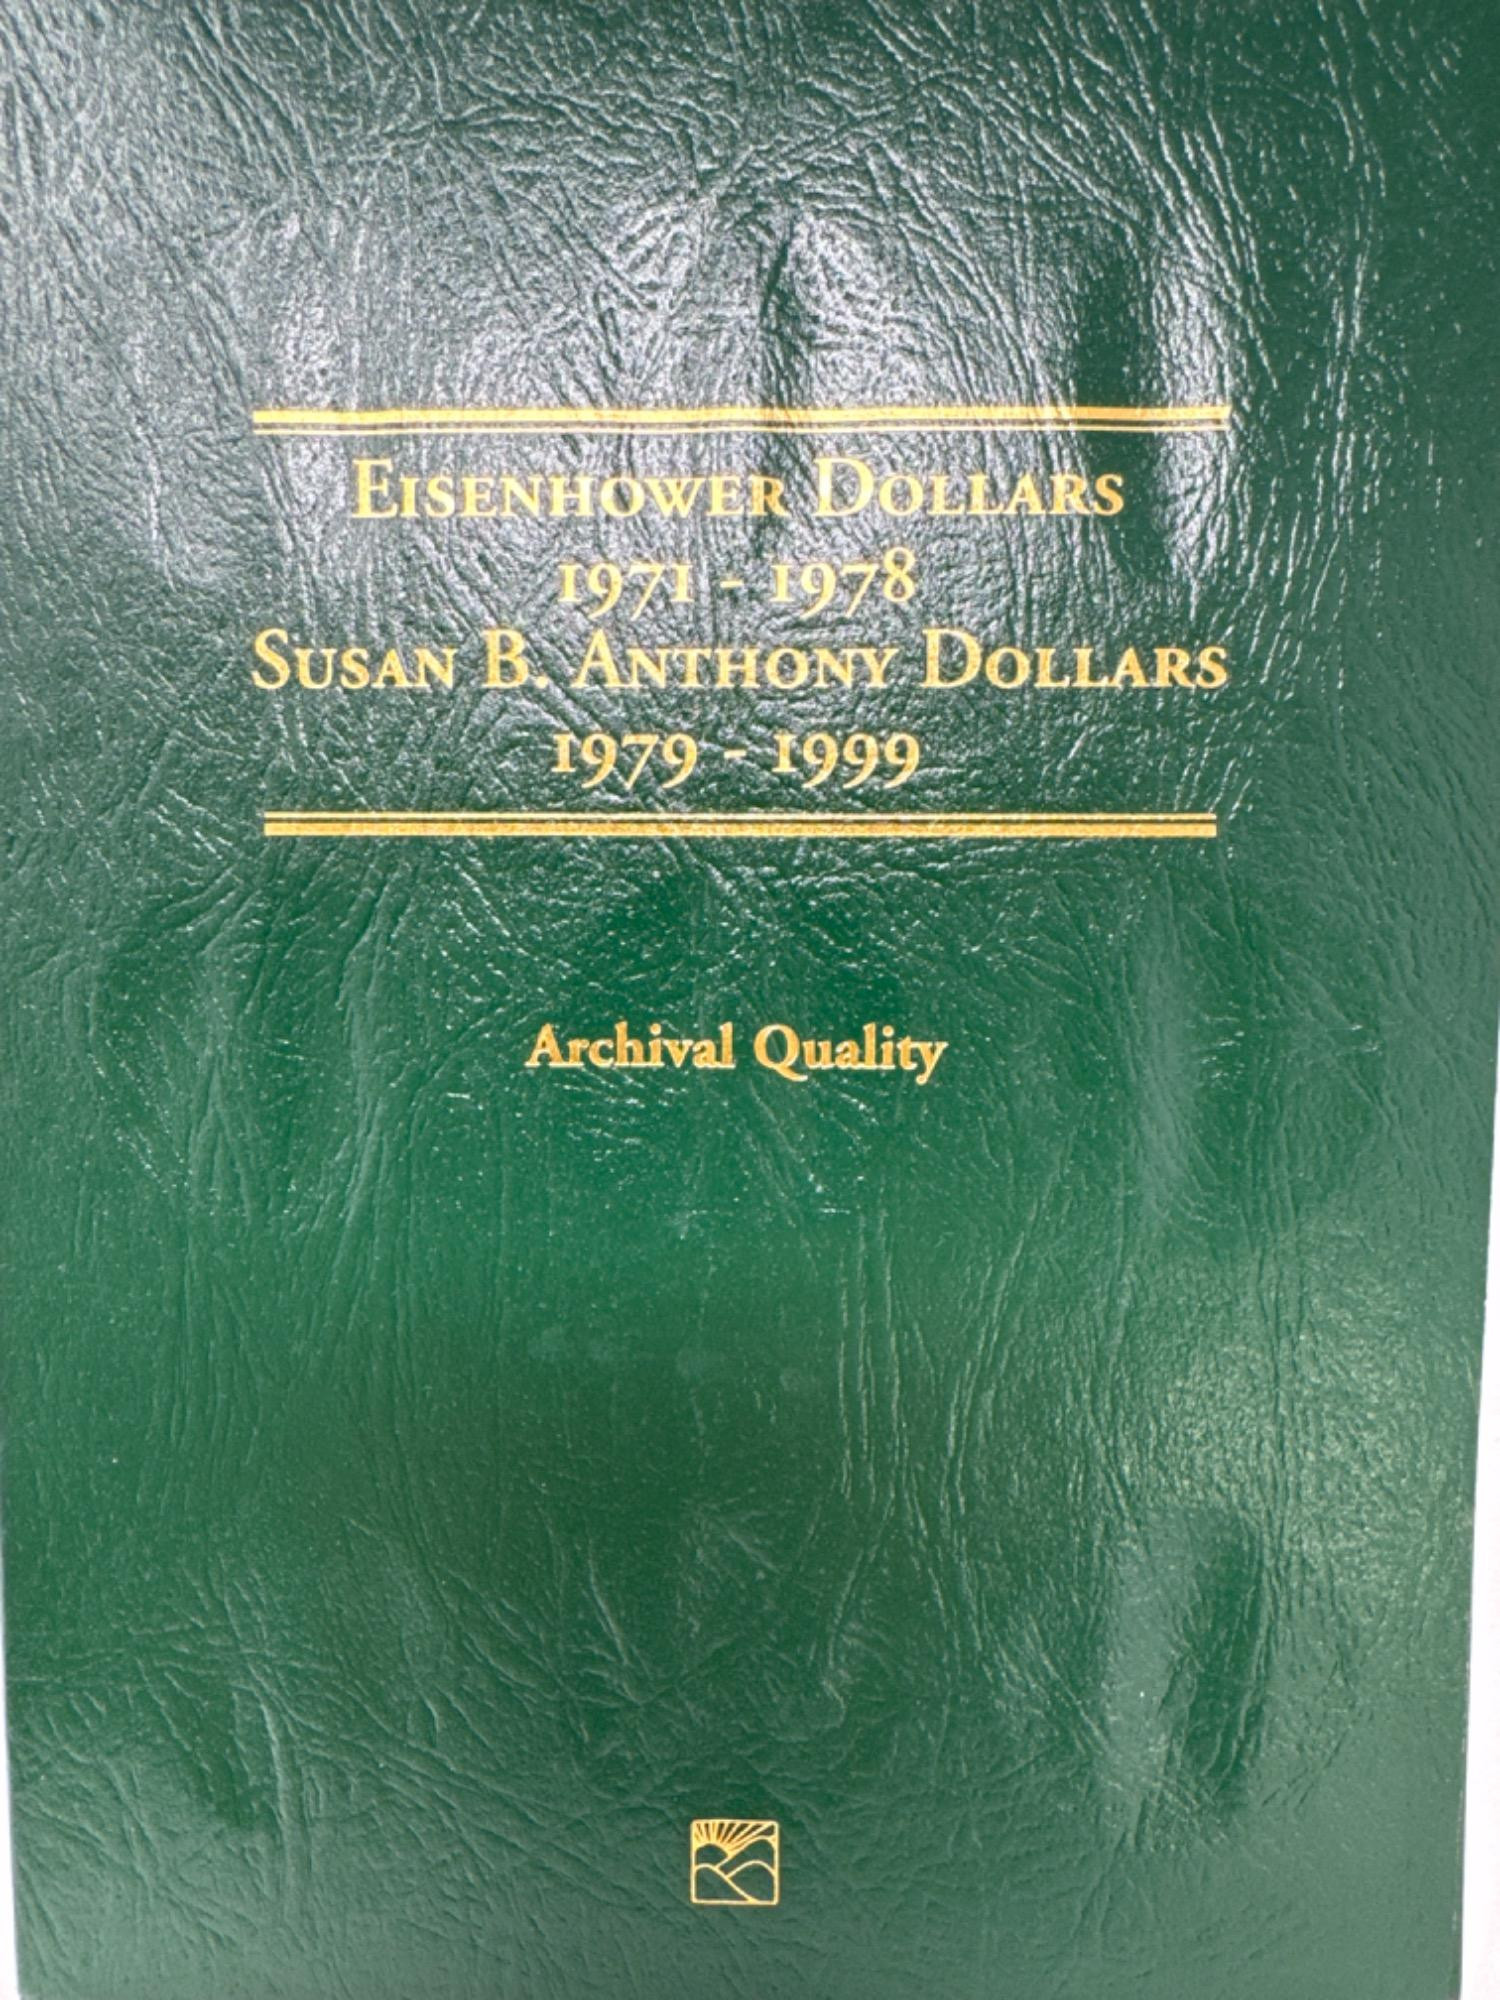 Eisenhower Dollars
1971 - 1978
Susan B. Anthony Dollars
1979 - 1999
Archival Quality